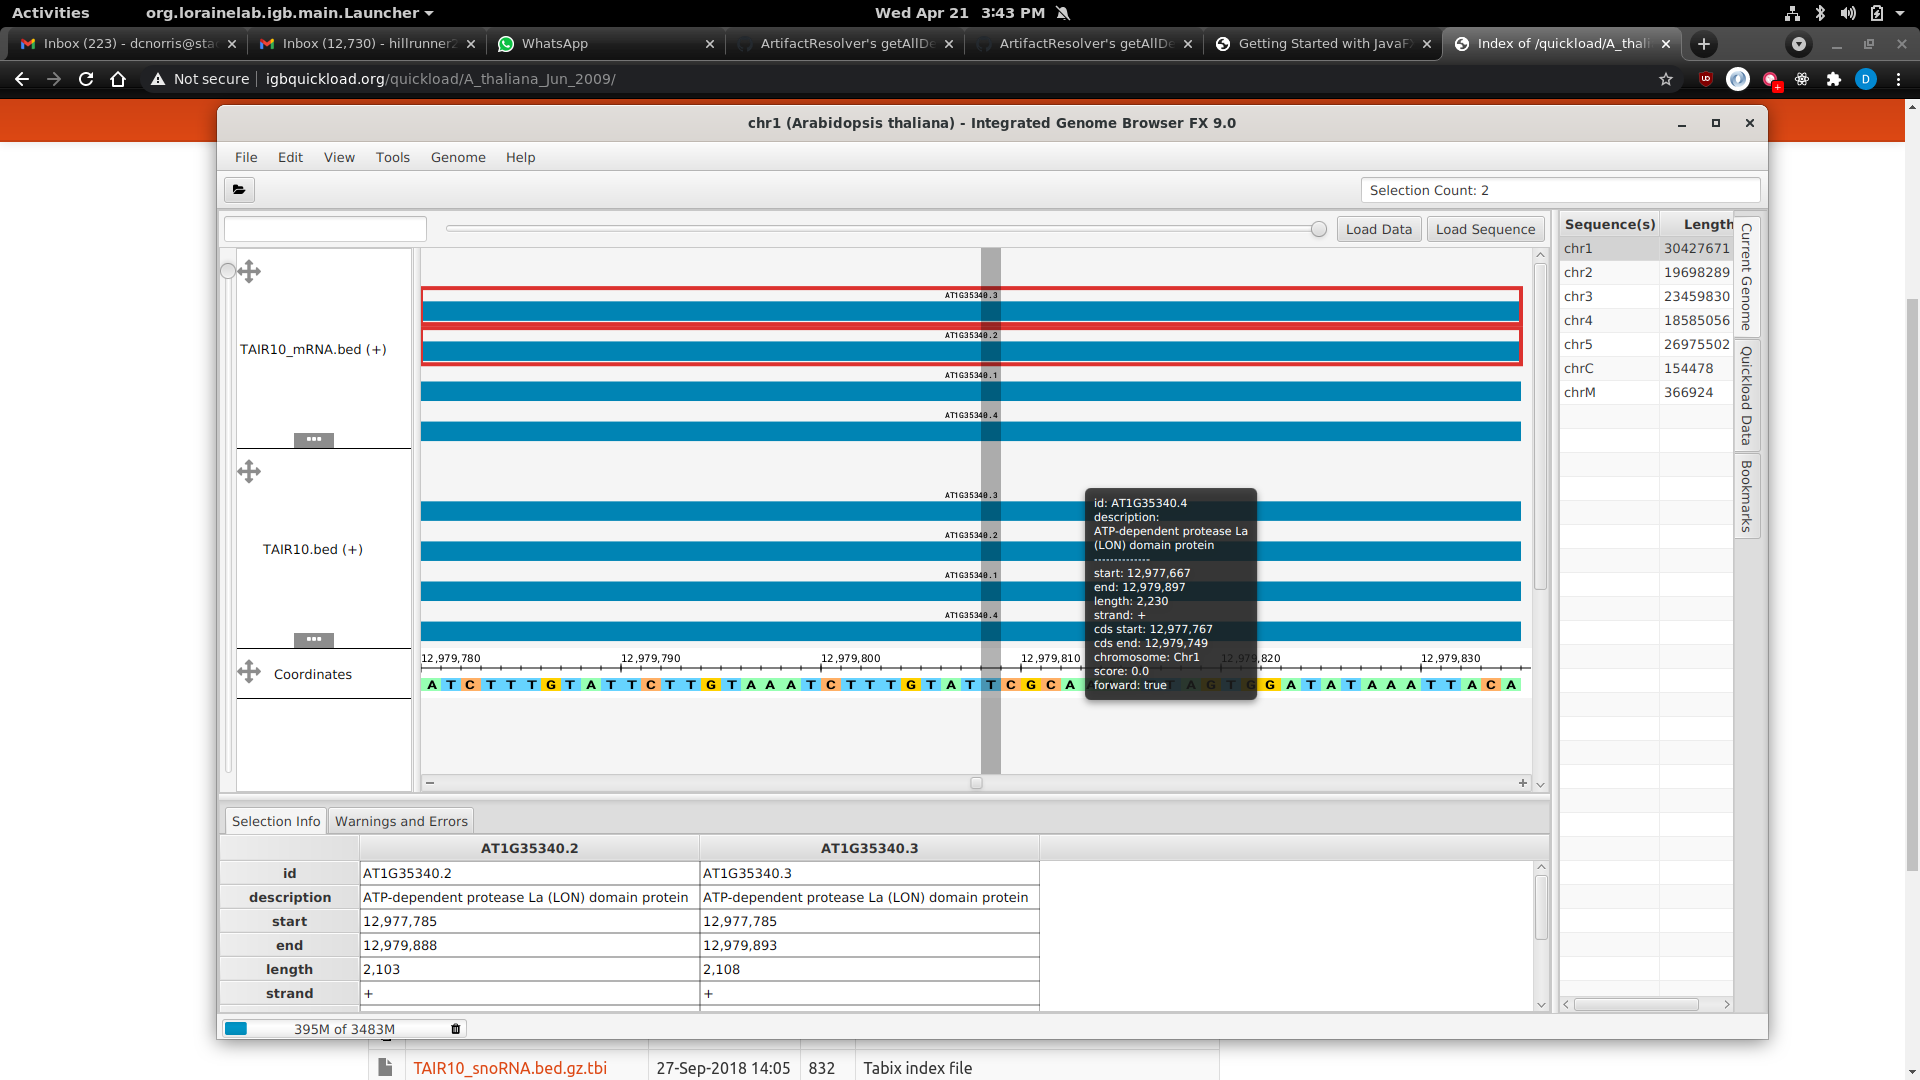 Activities
org.lorainelab.igb.main.Launcher
Wed Apr 21 3:43 PM
Inbox (223) - dcnorris@sta
Inbox (12,730) - hillrunner2
WhatsApp
ArtifactResolver's getAllDe
ArtifactResolver's getAllDe
Getting Started with JavaF
Index of /quickload/A_thali
Not secure
igbquickload.org/quickload/A_thaliana_Jun_2009/
D
chr1 (Arabidopsis thaliana) - Integrated Genome Browser FX 9.0
File Edit View Tools Genome Help
Selection Count: 2
Load Data
Load Sequence
Sequence(s) Length
chr1 30427671
chr2 19698289
chr3 23459830
chr4 18585056
chr5 26975502
chrC 154478
chrM 366924
Current Genome
Quickload Data
Bookmarks
TAIR10_mRNA.bed (+)
AT1G35340.3
AT1G35340.2
AT1G35340.1
AT1G35340.4
TAIR10.bed (+)
AT1G35340.3
AT1G35340.2
AT1G35340.1
AT1G35340.4
id: AT1G35340.4
description:
ATP-dependent protease La
(LON) domain protein
--------------
start: 12,977,667
end: 12,979,897
length: 2,230
strand: +
cds start: 12,977,767
cds end: 12,979,749
chromosome: Chr1
score: 0.0
forward: true
Coordinates
12,979,780 12,979,790 12,979,800 12,979,810 12,979,820 12,979,830
A T C T T T G T A T T C T T G T A A A T C T T T G T A T T C G C A T A G T G G A T A T A A A T T A C A
Selection Info
Warnings and Errors
AT1G35340.2 AT1G35340.3
id AT1G35340.2 AT1G35340.3
description ATP-dependent protease La (LON) domain protein ATP-dependent protease La (LON) domain protein
start 12,977,785 12,977,785
end 12,979,888 12,979,893
length 2,103 2,108
strand + +
395M of 3483M
TAIR10_snoRNA.bed.gz.tbi 27-Sep-2018 14:05 832 Tabix index file